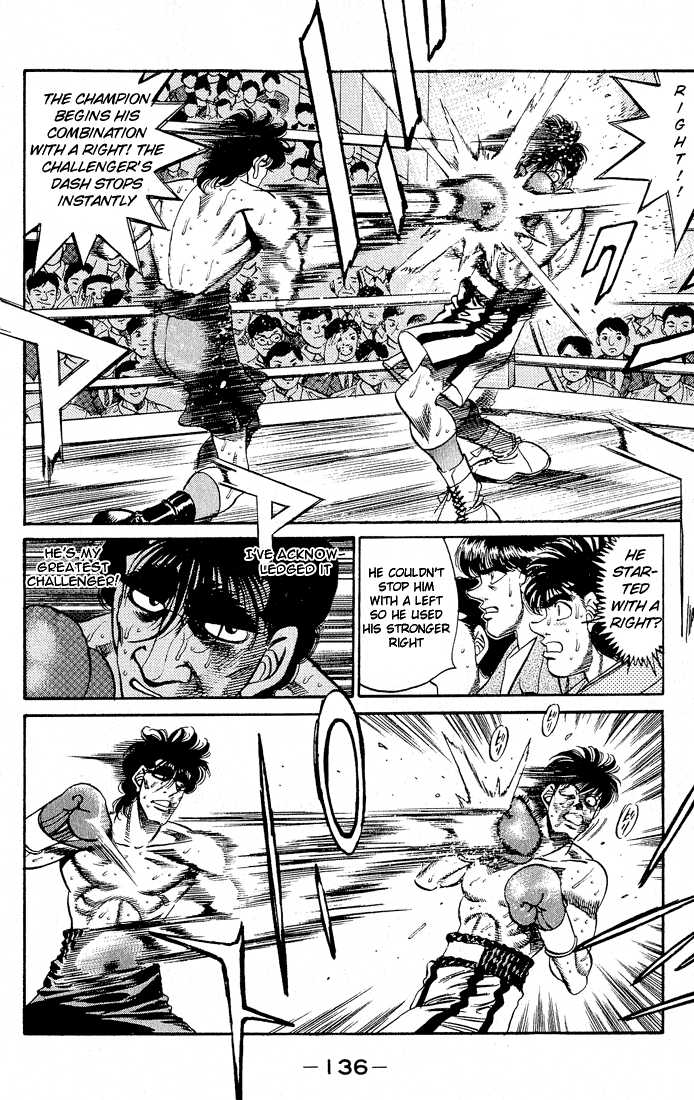 RIGHT!!
THE CHAMPION
BEGINS HIS
COMBINATION
WITH A RIGHT! THE
CHALLENGER'S
DASH STOPS
INSTANTLY
HE
STAR-
TED
WITH A
RIGHT?
HE COULDN'T
STOP HIM
WITH A LEFT
SO HE USED
HIS STRONGER
RIGHT
I'VE ACKNOW-
LEDGED IT
HE'S MY
GREATEST
CHALLENGER!
-136-